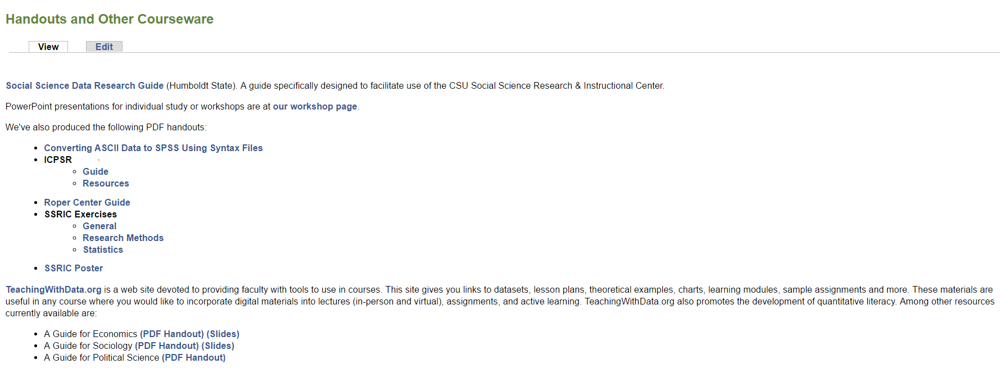 Handouts and Other Courseware
View
Edit
Social Science Data Research Guide (Humboldt State). A guide specifically designed to facilitate use of the CSU Social Science Research & Instructional Center.
PowerPoint presentations for individual study or workshops are at our workshop page.
We've also produced the following PDF handouts:
• Converting ASCII Data to SPSS Using Syntax Files
• ICPSR
◦ Guide
◦ Resources
• Roper Center Guide
• SSRIC Exercises
◦ General
◦ Research Methods
◦ Statistics
• SSRIC Poster
TeachingWithData.org is a web site devoted to providing faculty with tools to use in courses. This site gives you links to datasets, lesson plans, theoretical examples, charts, learning modules, sample assignments and more. These materials are
useful in any course where you would like to incorporate digital materials into lectures (in-person and virtual), assignments, and active learning. TeachingWithData.org also promotes the development of quantitative literacy. Among other resources
currently available are:
• A Guide for Economics (PDF Handout) (Slides)
• A Guide for Sociology (PDF Handout) (Slides)
• A Guide for Political Science (PDF Handout)